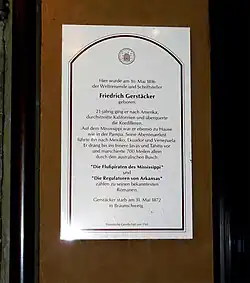 Hier wurde am 16. Mai 1816
der Weltreisende und Schriftsteller
Friedrich Gerstäcker
geboren.
21-jährig ging er nach Amerika,
durchstreifte Kalifornien und überquerte
die Kordilleren.
Auf dem Mississippi war er ebenso zu Hause
wie in der Pampa. Seine Abenteuerlust
führte ihn nach Mexiko, Ecuador und Venezuela.
Er drang bis ins Innere Javas und Tahitis vor
und marschierte 700 Meilen allein
durch den australischen Busch.
"Die Flußpiraten des Mississippi"
und
"Die Regulatoren von Arkansas"
zählen zu seinen bekanntesten
Romanen.
Gerstäcker starb am 31. Mai 1872
in Braunschweig.